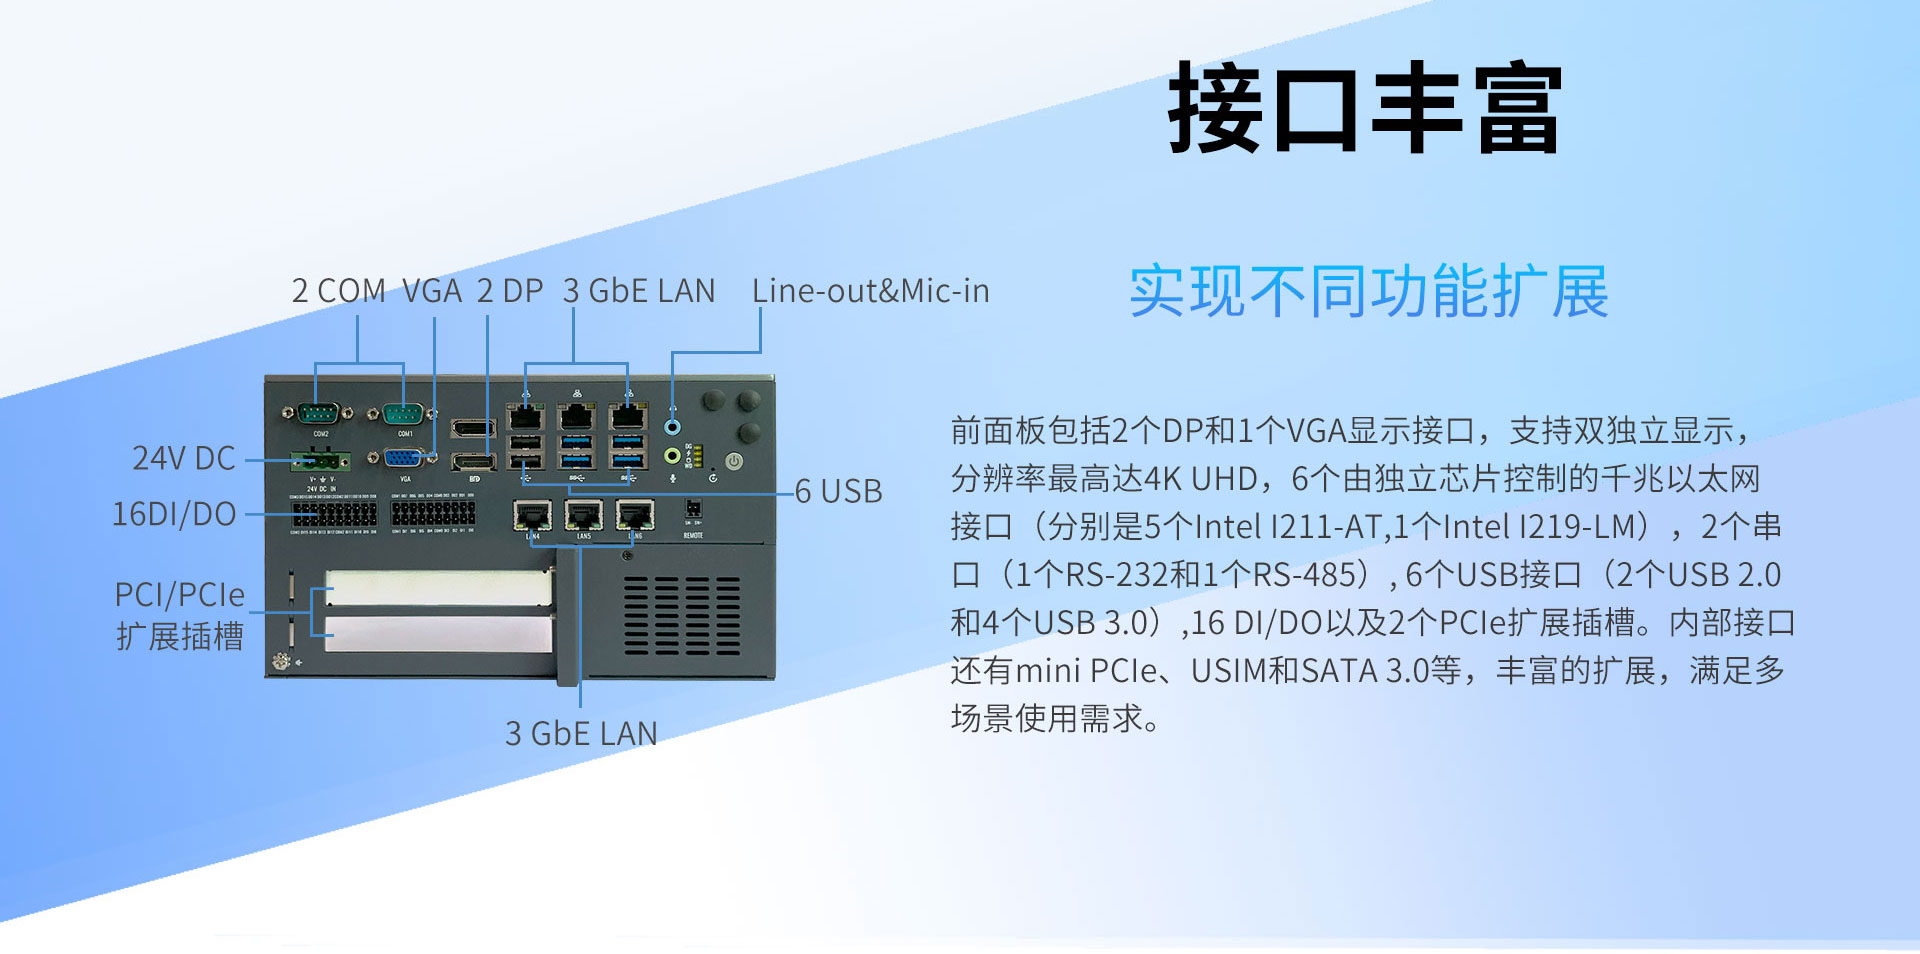 接口丰富
实现不同功能扩展
2 COM VGA 2 DP 3 GbE LAN Line-out&Mic-in
24V DC
16DI/DO
PCI/PCIe
扩展插槽
6 USB
3 GbE LAN
COM2
COM1
VGA
24V DC IN
LAN4
LAN5
LAN6
REMOTE
前面板包括2个DP和1个VGA显示接口，支持双独立显示，
分辨率最高达4K UHD，6个由独立芯片控制的千兆以太网
接口（分别是5个Intel I211-AT,1个Intel I219-LM），2个串
口（1个RS-232和1个RS-485）, 6个USB接口（2个USB 2.0
和4个USB 3.0）,16 DI/DO以及2个PCIe扩展插槽。内部接口
还有mini PCIe、USIM和SATA 3.0等，丰富的扩展，满足多
场景使用需求。